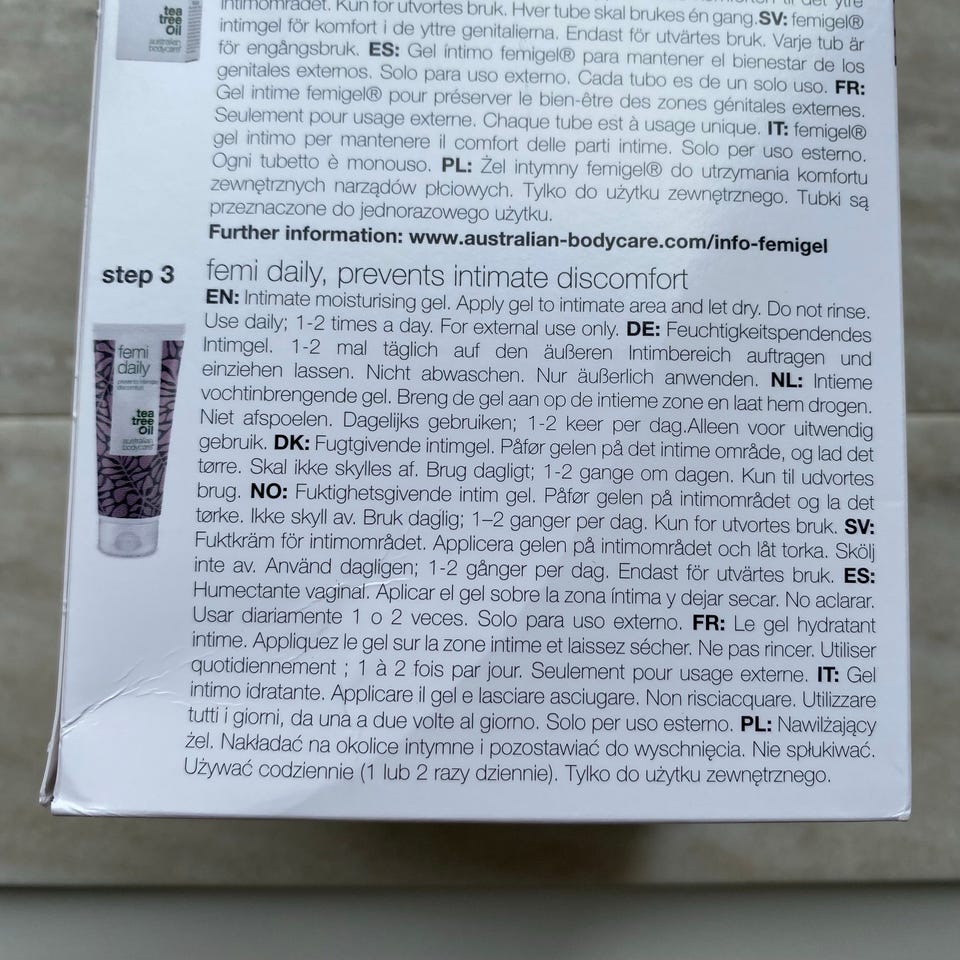 tea
tree
oil
australian
bodycare
intimområdet. Kun for utvortes bruk. Hver tube skal brukes én gang.SV: femigel®
intimgel för komfort i de yttre genitalierna. Endast för utvärtes bruk. Varje tub är
för engångsbruk. ES: Gel íntimo femigel® para mantener el bienestar de los
genitales externos. Solo para uso externo. Cada tubo es de un solo uso. FR:
Gel intime femigel® pour préserver le bien-être des zones génitales externes.
Seulement pour usage externe. Chaque tube est à usage unique. IT: femigel®
gel intimo per mantenere il comfort delle parti intime. Solo per uso esterno.
Ogni tubetto è monouso. PL: Żel intymny femigel® do utrzymania komfortu
zewnętrznych narządów płciowych. Tylko do użytku zewnętrznego. Tubki są
przeznaczone do jednorazowego użytku.
Further information: www.australian-bodycare.com/info-femigel
step 3 femi daily, prevents intimate discomfort
EN: Intimate moisturising gel. Apply gel to intimate area and let dry. Do not rinse.
Use daily; 1-2 times a day. For external use only. DE: Feuchtigkeitspendendes
Intimgel. 1-2 mal täglich auf den äußeren Intimbereich auftragen und
einziehen lassen. Nicht abwaschen. Nur äußerlich anwenden. NL: Intieme
vochtinbrengende gel. Breng de gel aan op de intieme zone en laat hem drogen.
Niet afspoelen. Dagelijks gebruiken; 1-2 keer per dag.Alleen voor uitwendig
gebruik. DK: Fugtgivende intimgel. Påfør gelen på det intime område, og lad det
tørre. Skal ikke skylles af. Brug dagligt; 1-2 gange om dagen. Kun til udvortes
brug. NO: Fuktighetsgivende intim gel. Påfør gelen på intimområdet og la det
tørke. Ikke skyll av. Bruk daglig; 1–2 ganger per dag. Kun for utvortes bruk. SV:
Fuktkräm för intimområdet. Applicera gelen på intimområdet och låt torka. Skölj
inte av. Använd dagligen; 1-2 gånger per dag. Endast för utvärtes bruk. ES:
Humectante vaginal. Aplicar el gel sobre la zona íntima y dejar secar. No aclarar.
Usar diariamente 1 o 2 veces. Solo para uso externo. FR: Le gel hydratant
intime. Appliquez le gel sur la zone intime et laissez sécher. Ne pas rincer. Utiliser
quotidiennement ; 1 à 2 fois par jour. Seulement pour usage externe. IT: Gel
intimo idratante. Applicare il gel e lasciare asciugare. Non risciacquare. Utilizzare
tutti i giorni, da una a due volte al giorno. Solo per uso esterno. PL: Nawilżający
żel. Nakładać na okolice intymne i pozostawiać do wyschnięcia. Nie spłukiwać.
Używać codziennie (1 lub 2 razy dziennie). Tylko do użytku zewnętrznego.
femi
daily
prevents intimate
discomfort
tea
tree
oil
australian
bodycare